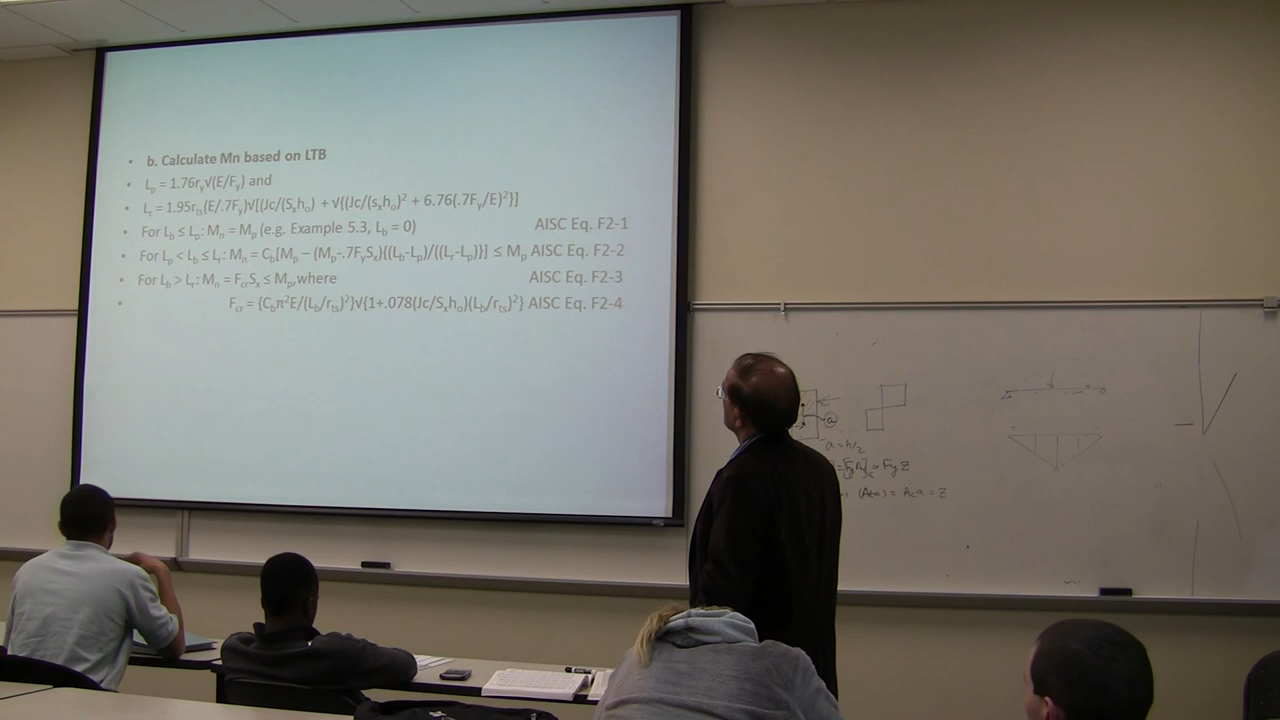 • b. Calculate Mn based on LTB
• Lp = 1.76ry√(E/Fy) and
• Lr = 1.95rts(E/.7Fy)√[(Jc/(Sxho) + √{(Jc/(sxho)² + 6.76(.7Fy/E)²}]
• For Lb ≤ Lp: Mn = Mp (e.g. Example 5.3, Lb = 0) AISC Eq. F2-1
• For Lp < Lb ≤ Lr: Mn = Cb[Mp – (Mp-.7FySx){(Lb-Lp)/((Lr-Lp)}] ≤ Mp AISC Eq. F2-2
• For Lb > Lr: Mn = FcrSx ≤ Mp,where AISC Eq. F2-3
• Fcr = {Cbπ²E/(Lb/rts)²}√{1+.078(Jc/Sxho)(Lb/rts)²} AISC Eq. F2-4
a
a = h/2
= Fy Z
(Aca) = Aca = Z